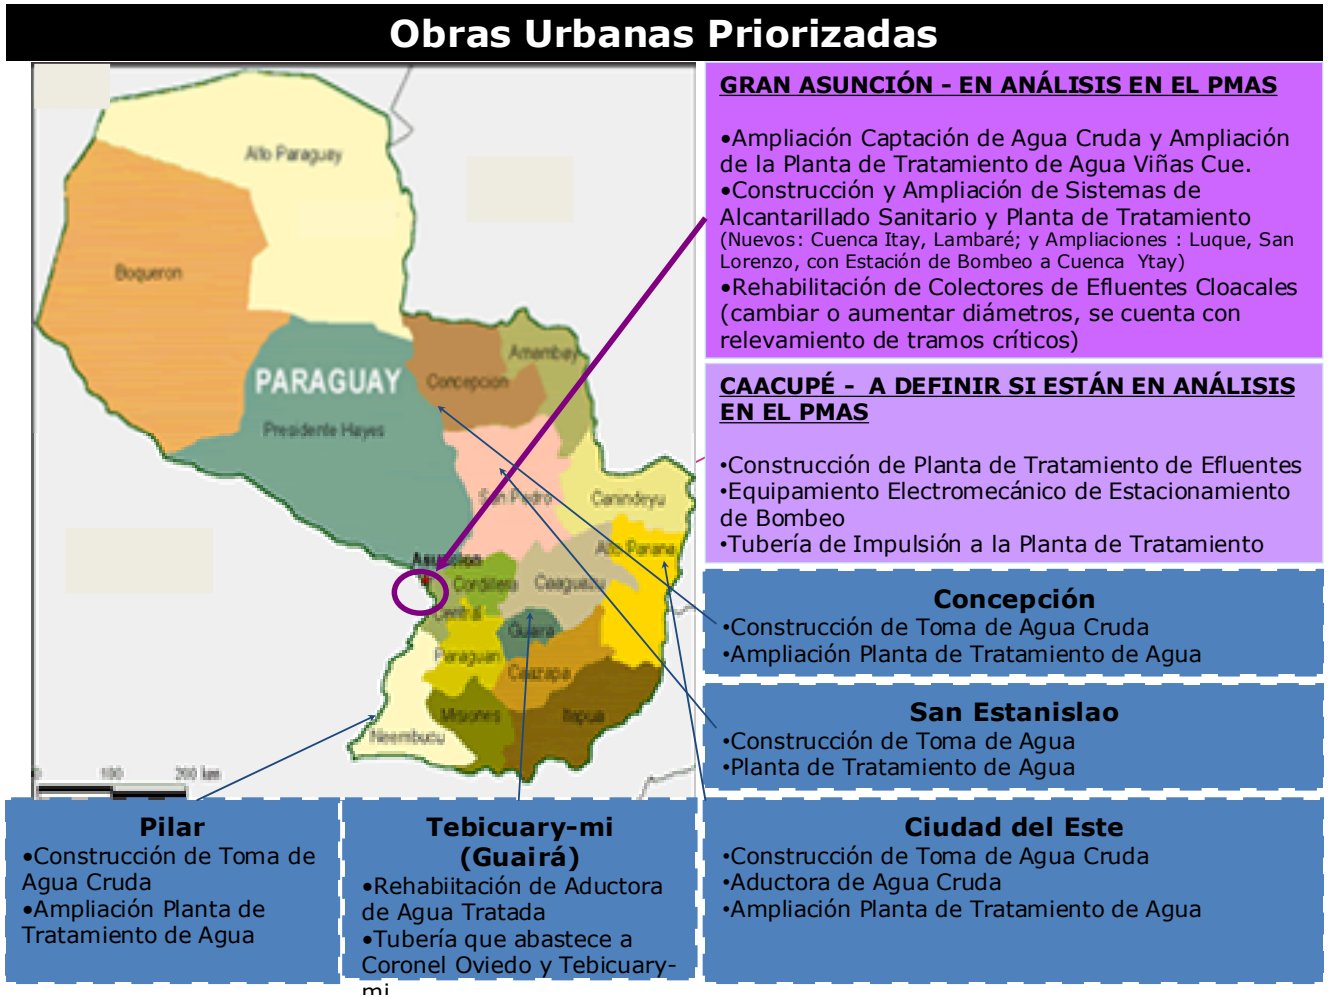 Obras Urbanas Priorizadas
GRAN ASUNCIÓN - EN ANÁLISIS EN EL PMAS
•Ampliación Captación de Agua Cruda y Ampliación
de la Planta de Tratamiento de Agua Viñas Cue.
•Construcción y Ampliación de Sistemas de
Alcantarillado Sanitario y Planta de Tratamiento
(Nuevos: Cuenca Itay, Lambaré; y Ampliaciones : Luque, San
Lorenzo, con Estación de Bombeo a Cuenca Ytay)
•Rehabilitación de Colectores de Efluentes Cloacales
(cambiar o aumentar diámetros, se cuenta con
relevamiento de tramos críticos)
CAACUPÉ - A DEFINIR SI ESTÁN EN ANÁLISIS
EN EL PMAS
•Construcción de Planta de Tratamiento de Efluentes
•Equipamiento Electromecánico de Estacionamiento
de Bombeo
•Tubería de Impulsión a la Planta de Tratamiento
Concepción
•Construcción de Toma de Agua Cruda
•Ampliación Planta de Tratamiento de Agua
San Estanislao
•Construcción de Toma de Agua
•Planta de Tratamiento de Agua
Ciudad del Este
•Construcción de Toma de Agua Cruda
•Aductora de Agua Cruda
•Ampliación Planta de Tratamiento de Agua
Pilar
•Construcción de Toma de
Agua Cruda
•Ampliación Planta de
Tratamiento de Agua
Tebicuary-mi
(Guairá)
•Rehabiitación de Aductora
de Agua Tratada
•Tubería que abastece a
Coronel Oviedo y Tebicuary-
mi
Alto Paraguay
Boqueron
PARAGUAY
Presidente Hayes
Concepcion
Amambay
San Pedro
Canindeyu
Alto Parana
Asuncion
Cordillera
Caaguazu
Central
Guaira
Paraguari
Caazapa
Misiones
Itapua
Neembucu
0 100 200 km